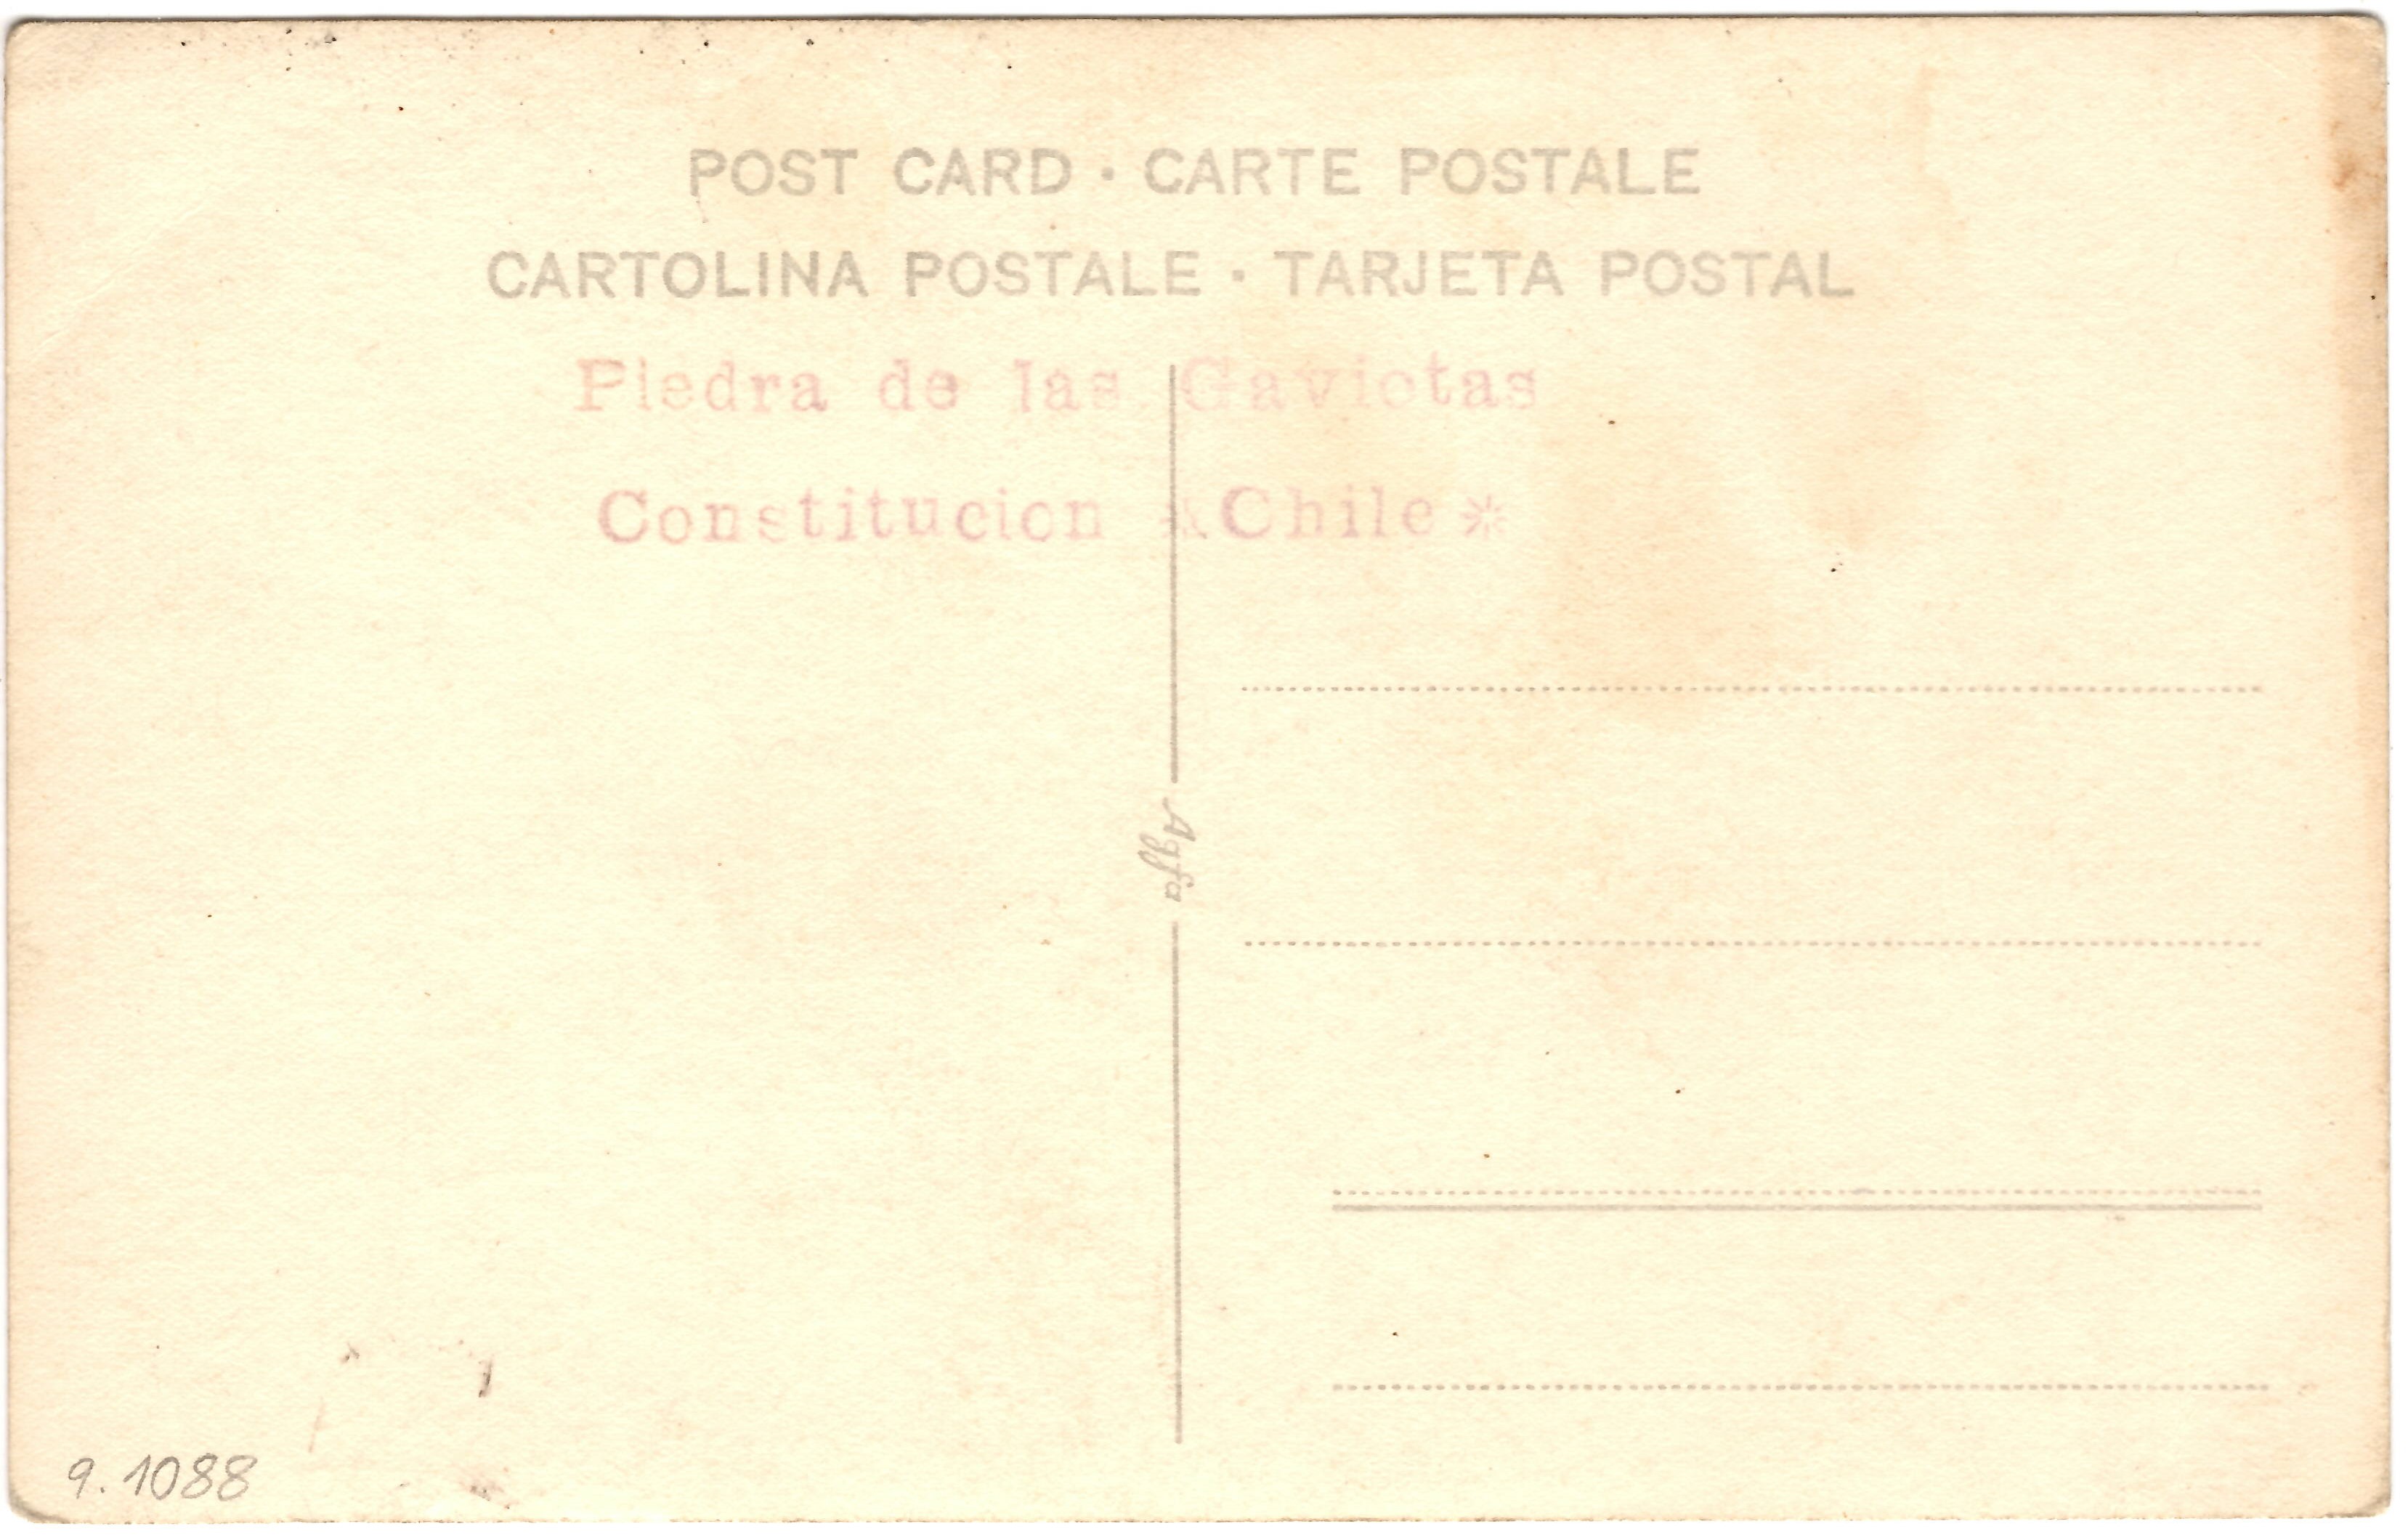 POST CARD · CARTE POSTALE
CARTOLINA POSTALE · TARJETA POSTAL
Piedra de las Gaviotas
Constitucion * Chile *
Agfa
9.1088